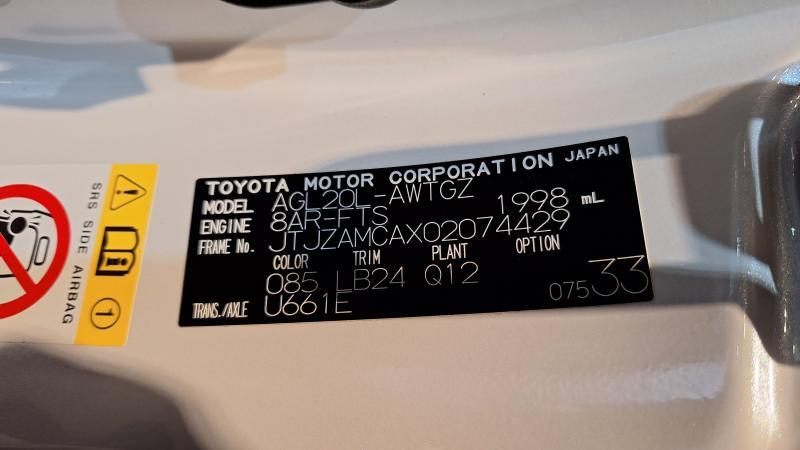 TOYOTA MOTOR CORPORATION JAPAN
MODEL AGL20L-AWTGZ
ENGINE 8AR-FTS 1998 mL
FRAME No. JTJZAMCAX02074429
COLOR TRIM PLANT OPTION
085 LB24 Q12
TRANS./AXLE U661E
07533
SRS SIDE AIRBAG
1